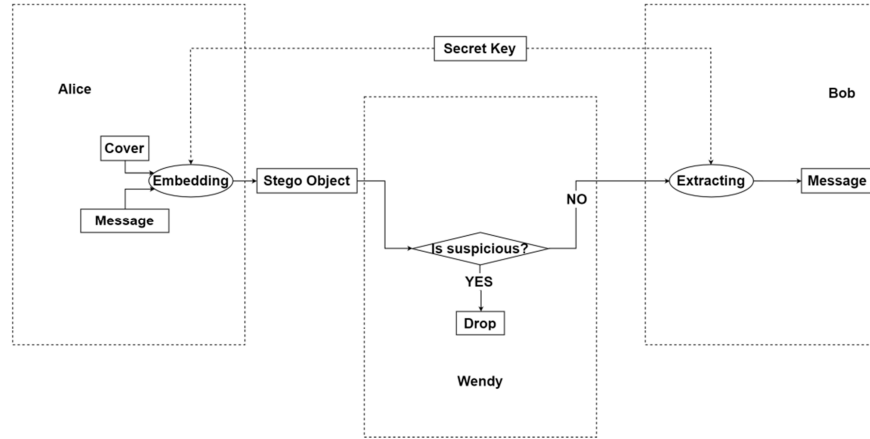 Secret Key
Alice
Bob
Cover
Embedding
Stego Object
Extracting
Message
NO
Message
Is suspicious?
YES
Drop
Wendy